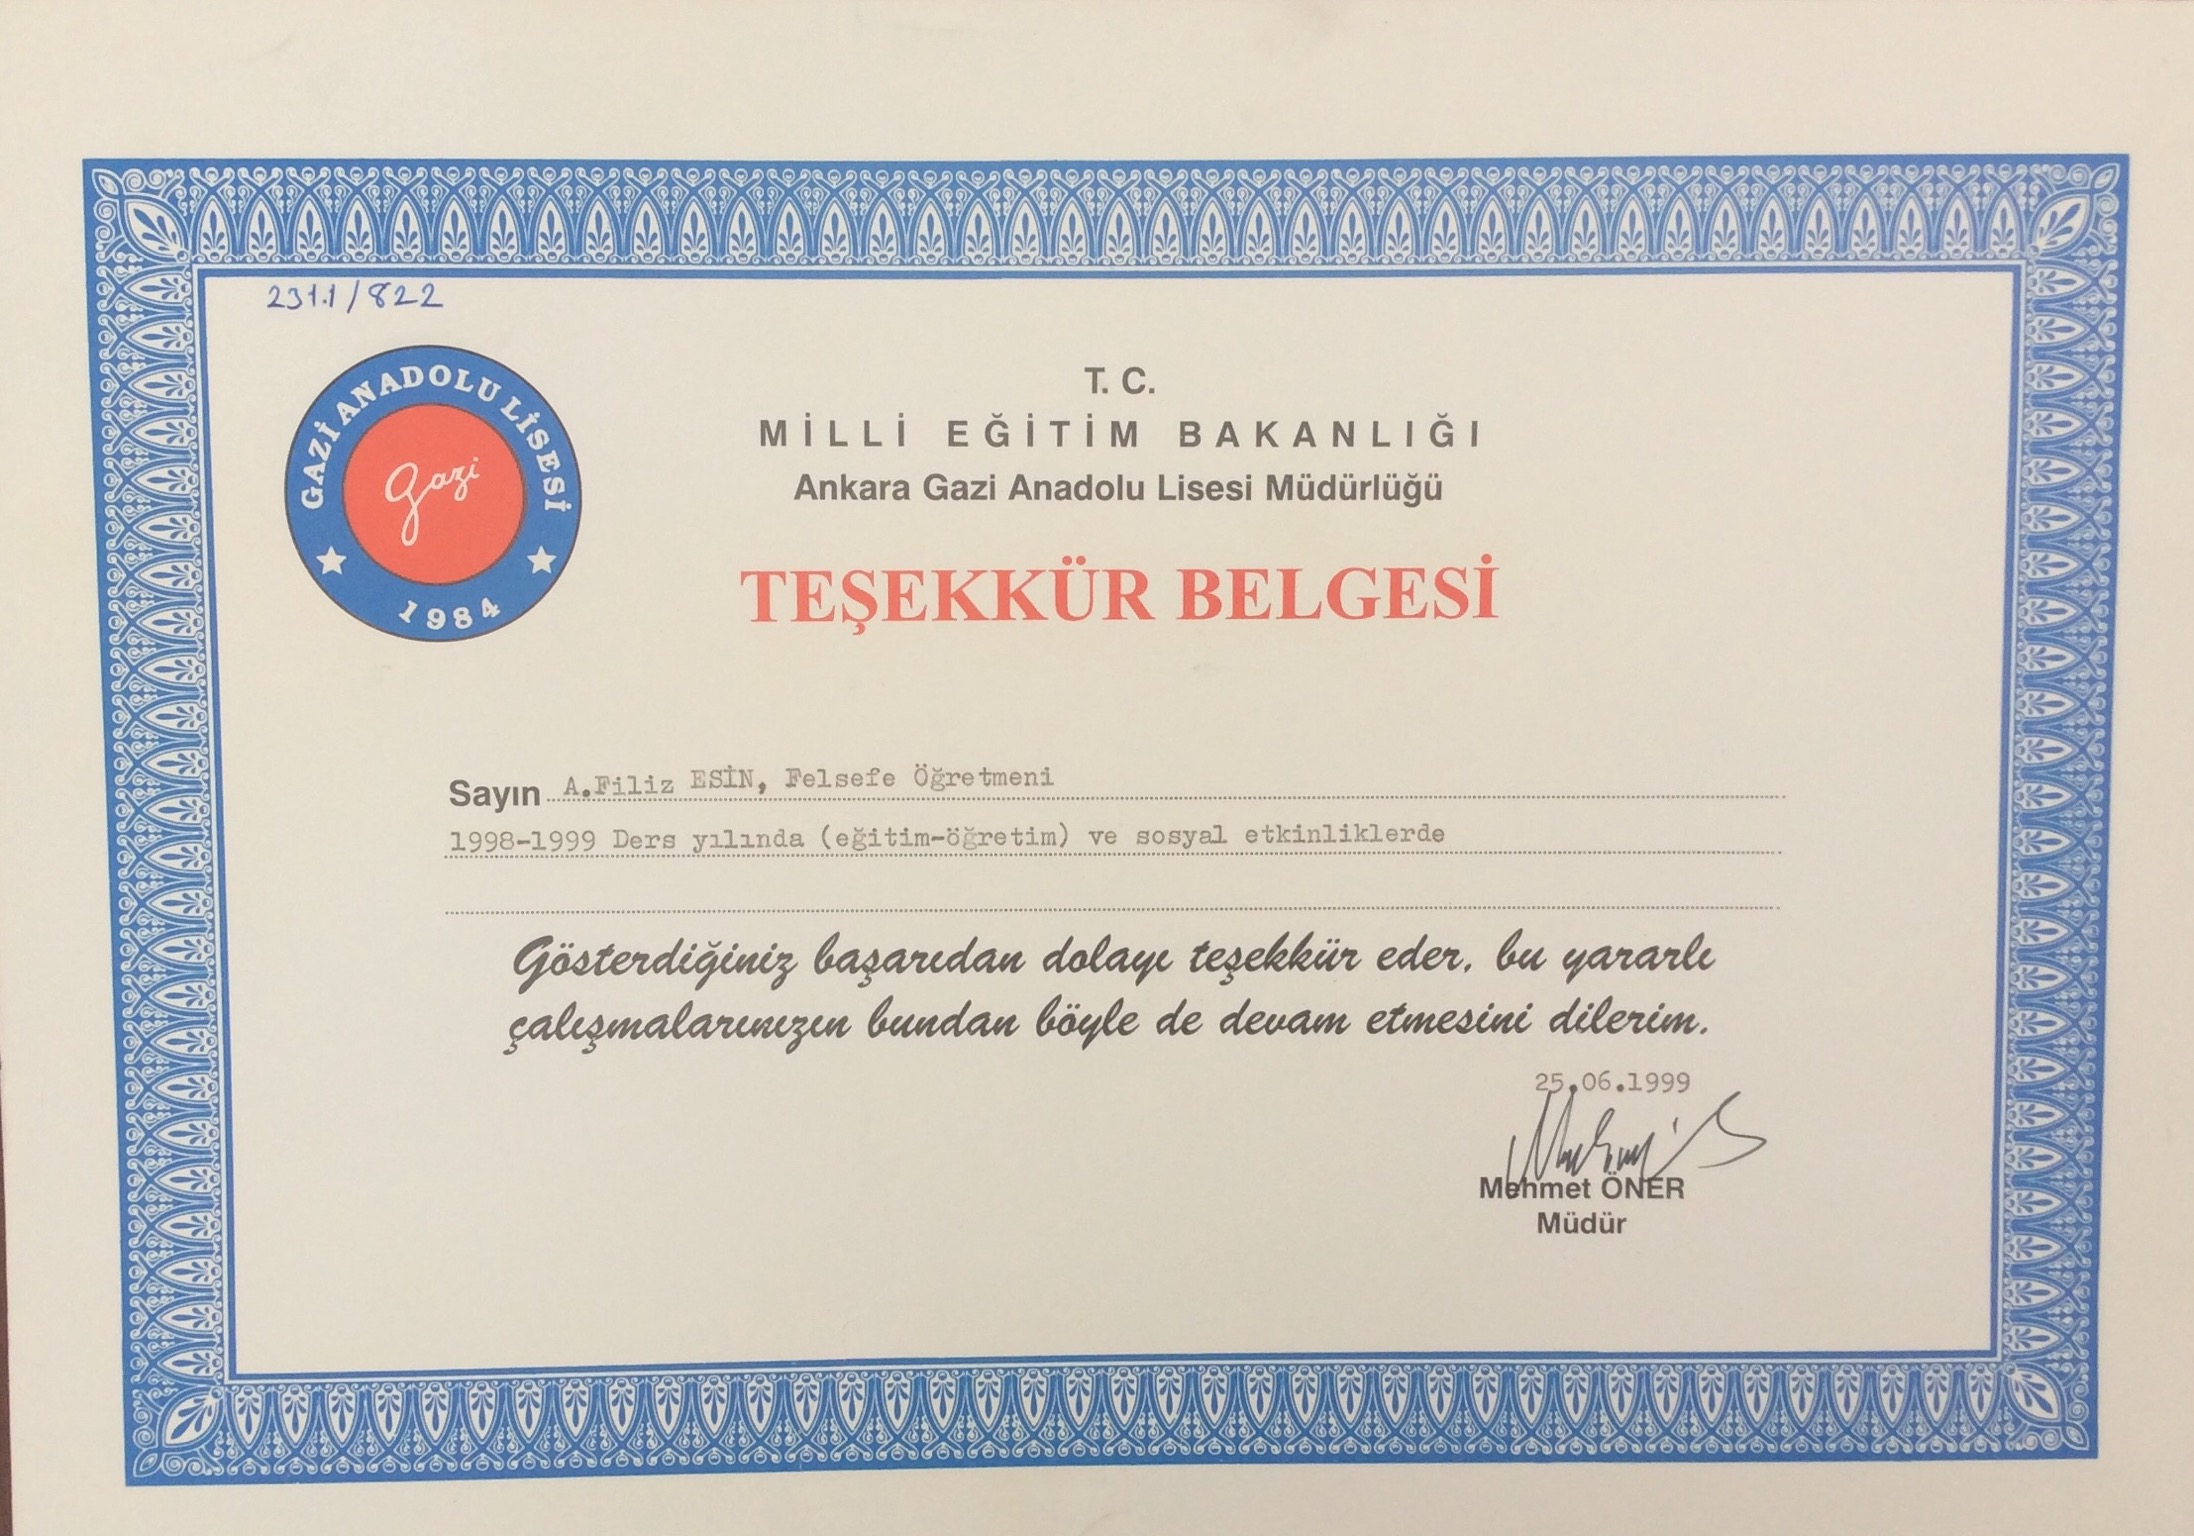 231.1/822
GAZİ ANADOLU LİSESİ
gazi
1984
T. C.
MİLLİ EĞİTİM BAKANLIĞI
Ankara Gazi Anadolu Lisesi Müdürlüğü
TEŞEKKÜR BELGESİ
Sayın A.Filiz ESİN, Felsefe Öğretmeni
1998-1999 Ders yılında (eğitim-öğretim) ve sosyal etkinliklerde
Gösterdiğiniz başarıdan dolayı teşekkür eder, bu yararlı
çalışmalarınızın bundan böyle de devam etmesini dilerim.
25.06.1999
Mehmet ÖNER
Müdür